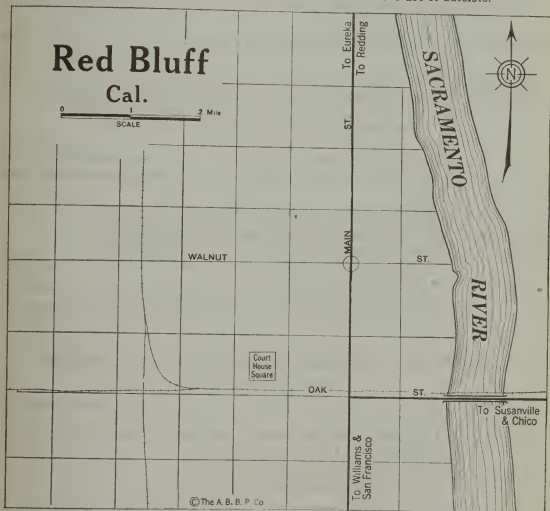 Red Bluff
Cal.
0 1 2 Mile
SCALE
To Eureka
To Redding
ST.
SACRAMENTO
N
MAIN
WALNUT
ST.
RIVER
Court
House
Square
OAK
ST.
To Susanville
& Chico
To Williams &
San Francisco
© The A. B. B. P. Co